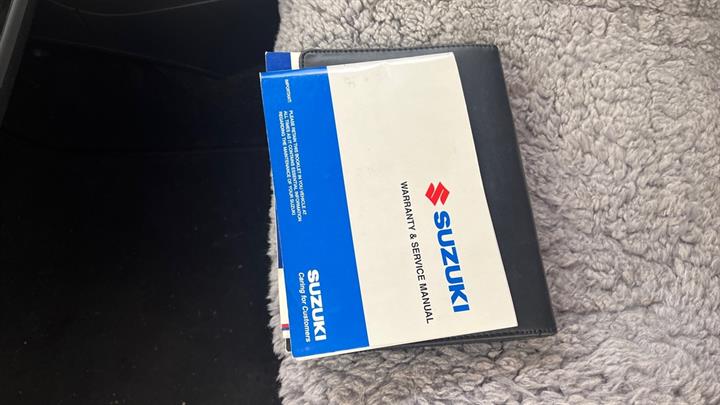 SUZUKI
WARRANTY & SERVICE MANUAL
IMPORTANT:
PLEASE RETAIN THIS BOOKLET IN YOU VEHICLE AT
ALL TIMES AS IT CONTAINS ESSENTIAL INFORMATION
REGARDING THE MAINTENANCE OF YOUR SUZUKI
SUZUKI
Caring for Customers